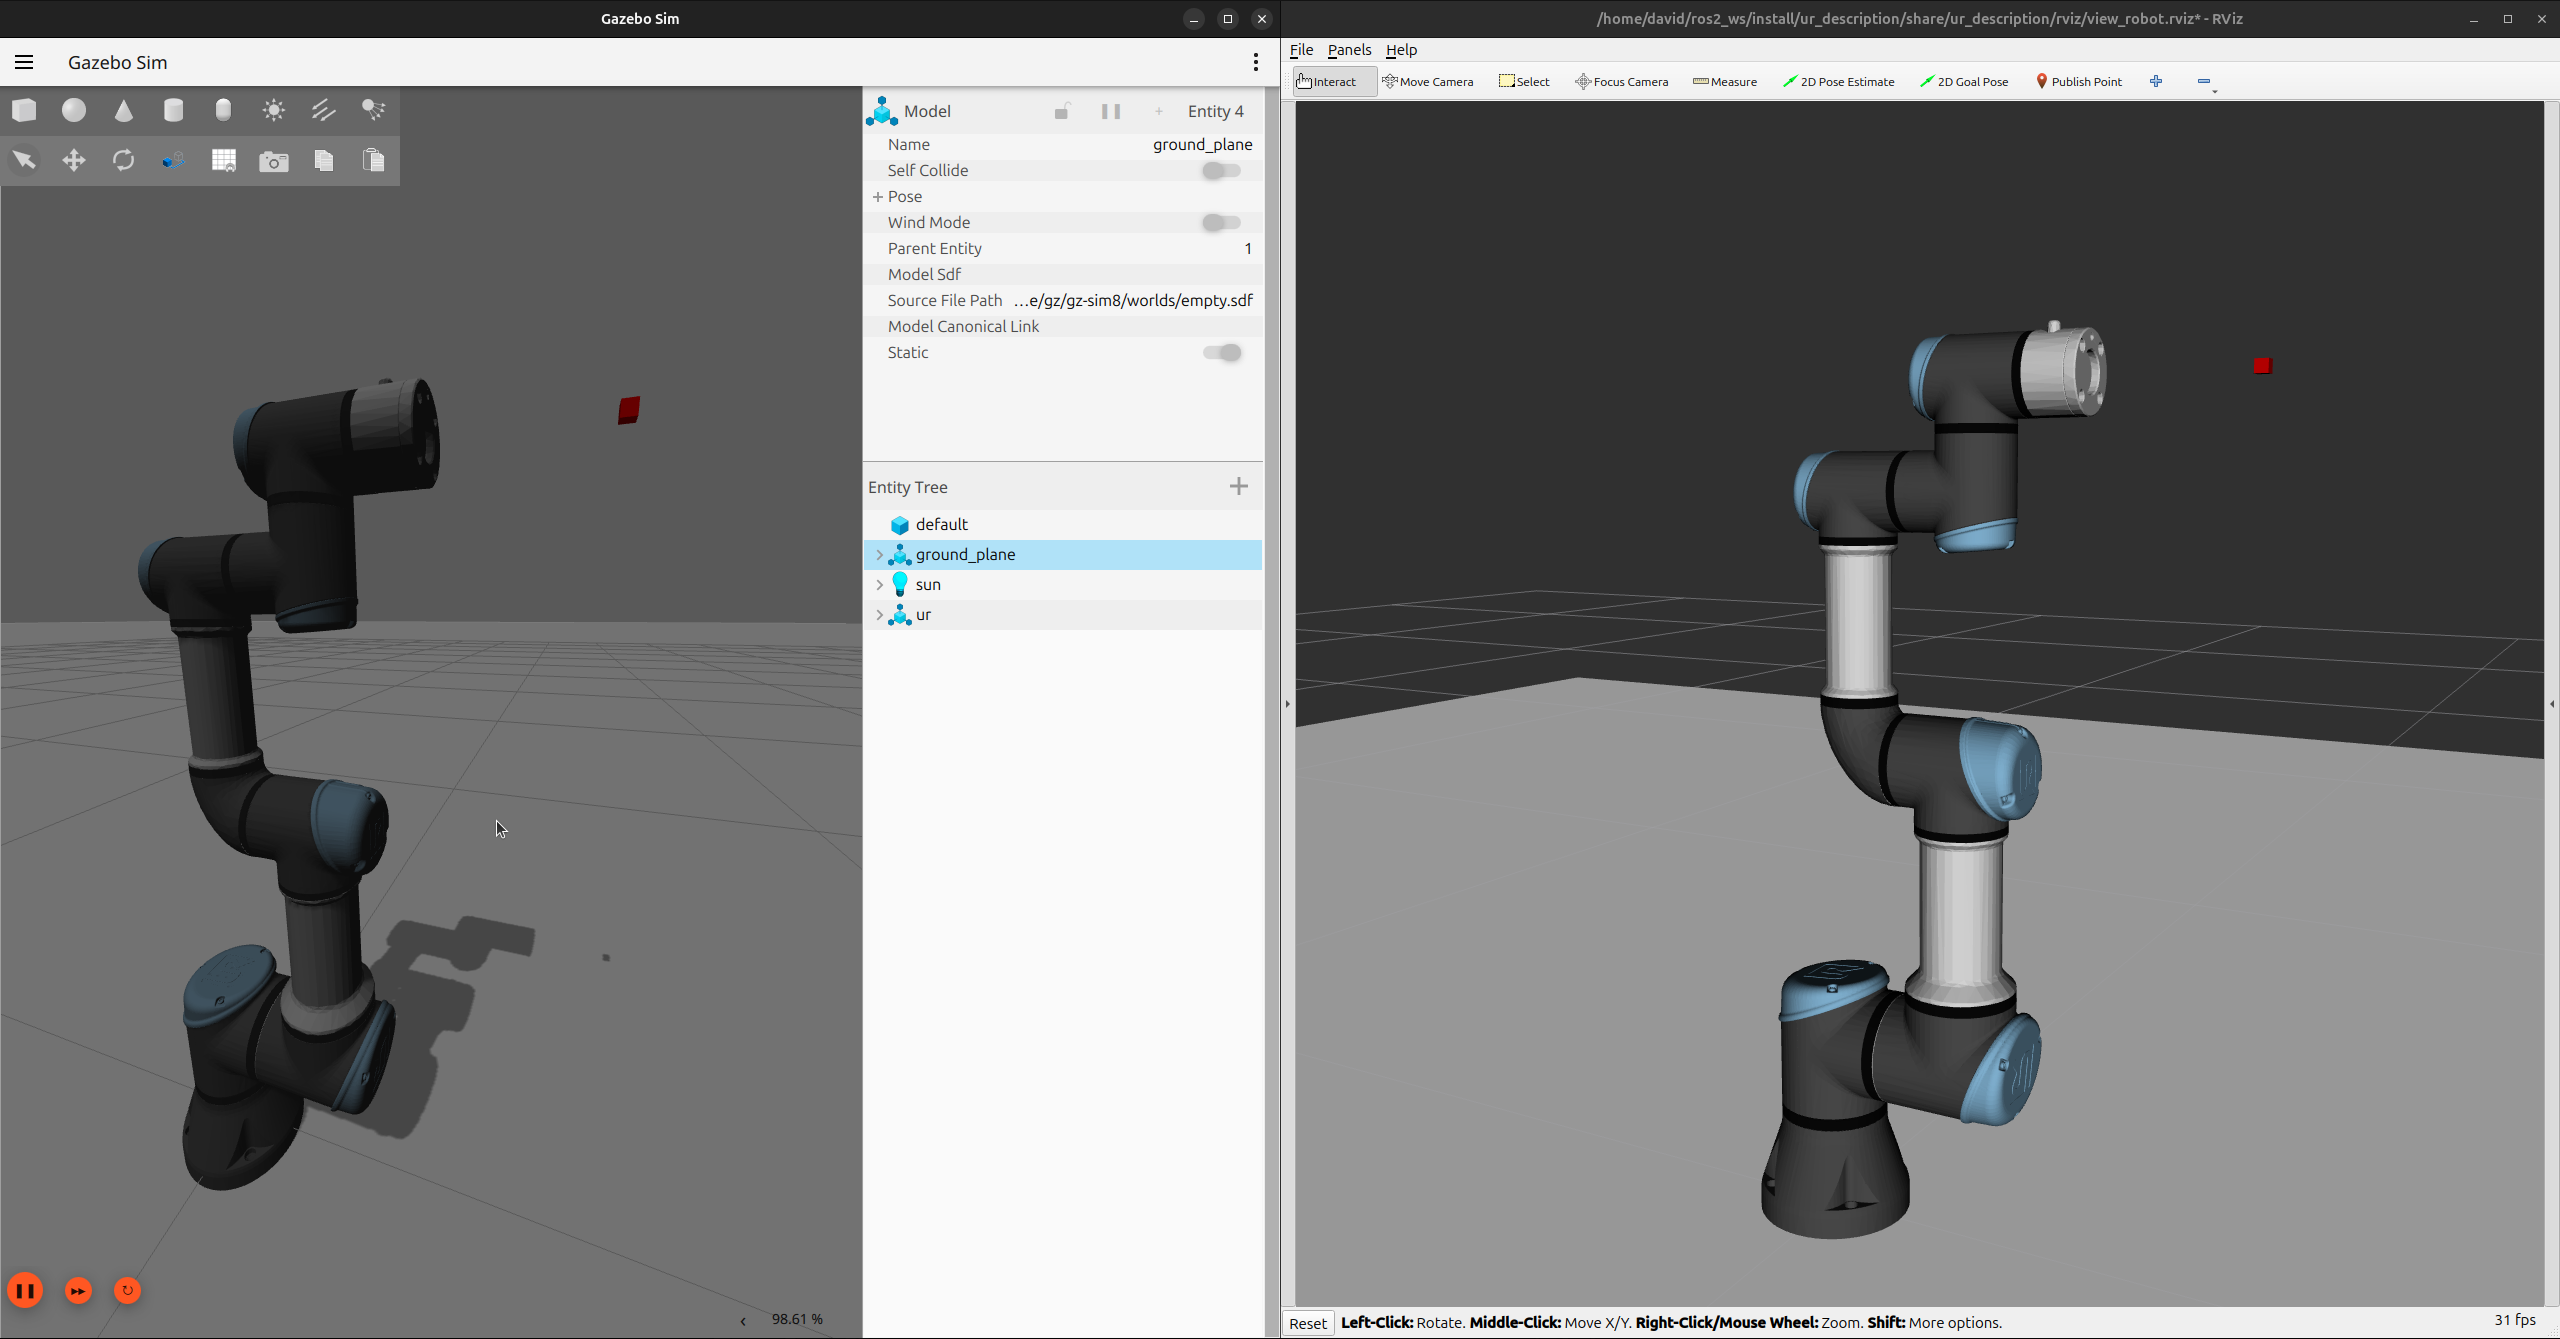 Gazebo Sim
Gazebo Sim
Model
Entity 4
Name ground_plane
Self Collide
Pose
Wind Mode
Parent Entity 1
Model Sdf
Source File Path ...e/gz/gz-sim8/worlds/empty.sdf
Model Canonical Link
Static
Entity Tree
default
ground_plane
sun
ur
98.61 %
/home/david/ros2_ws/install/ur_description/share/ur_description/rviz/view_robot.rviz* - RViz
File Panels Help
Interact Move Camera Select Focus Camera Measure 2D Pose Estimate 2D Goal Pose Publish Point
Reset Left-Click: Rotate. Middle-Click: Move X/Y. Right-Click/Mouse Wheel: Zoom. Shift: More options. 31 fps